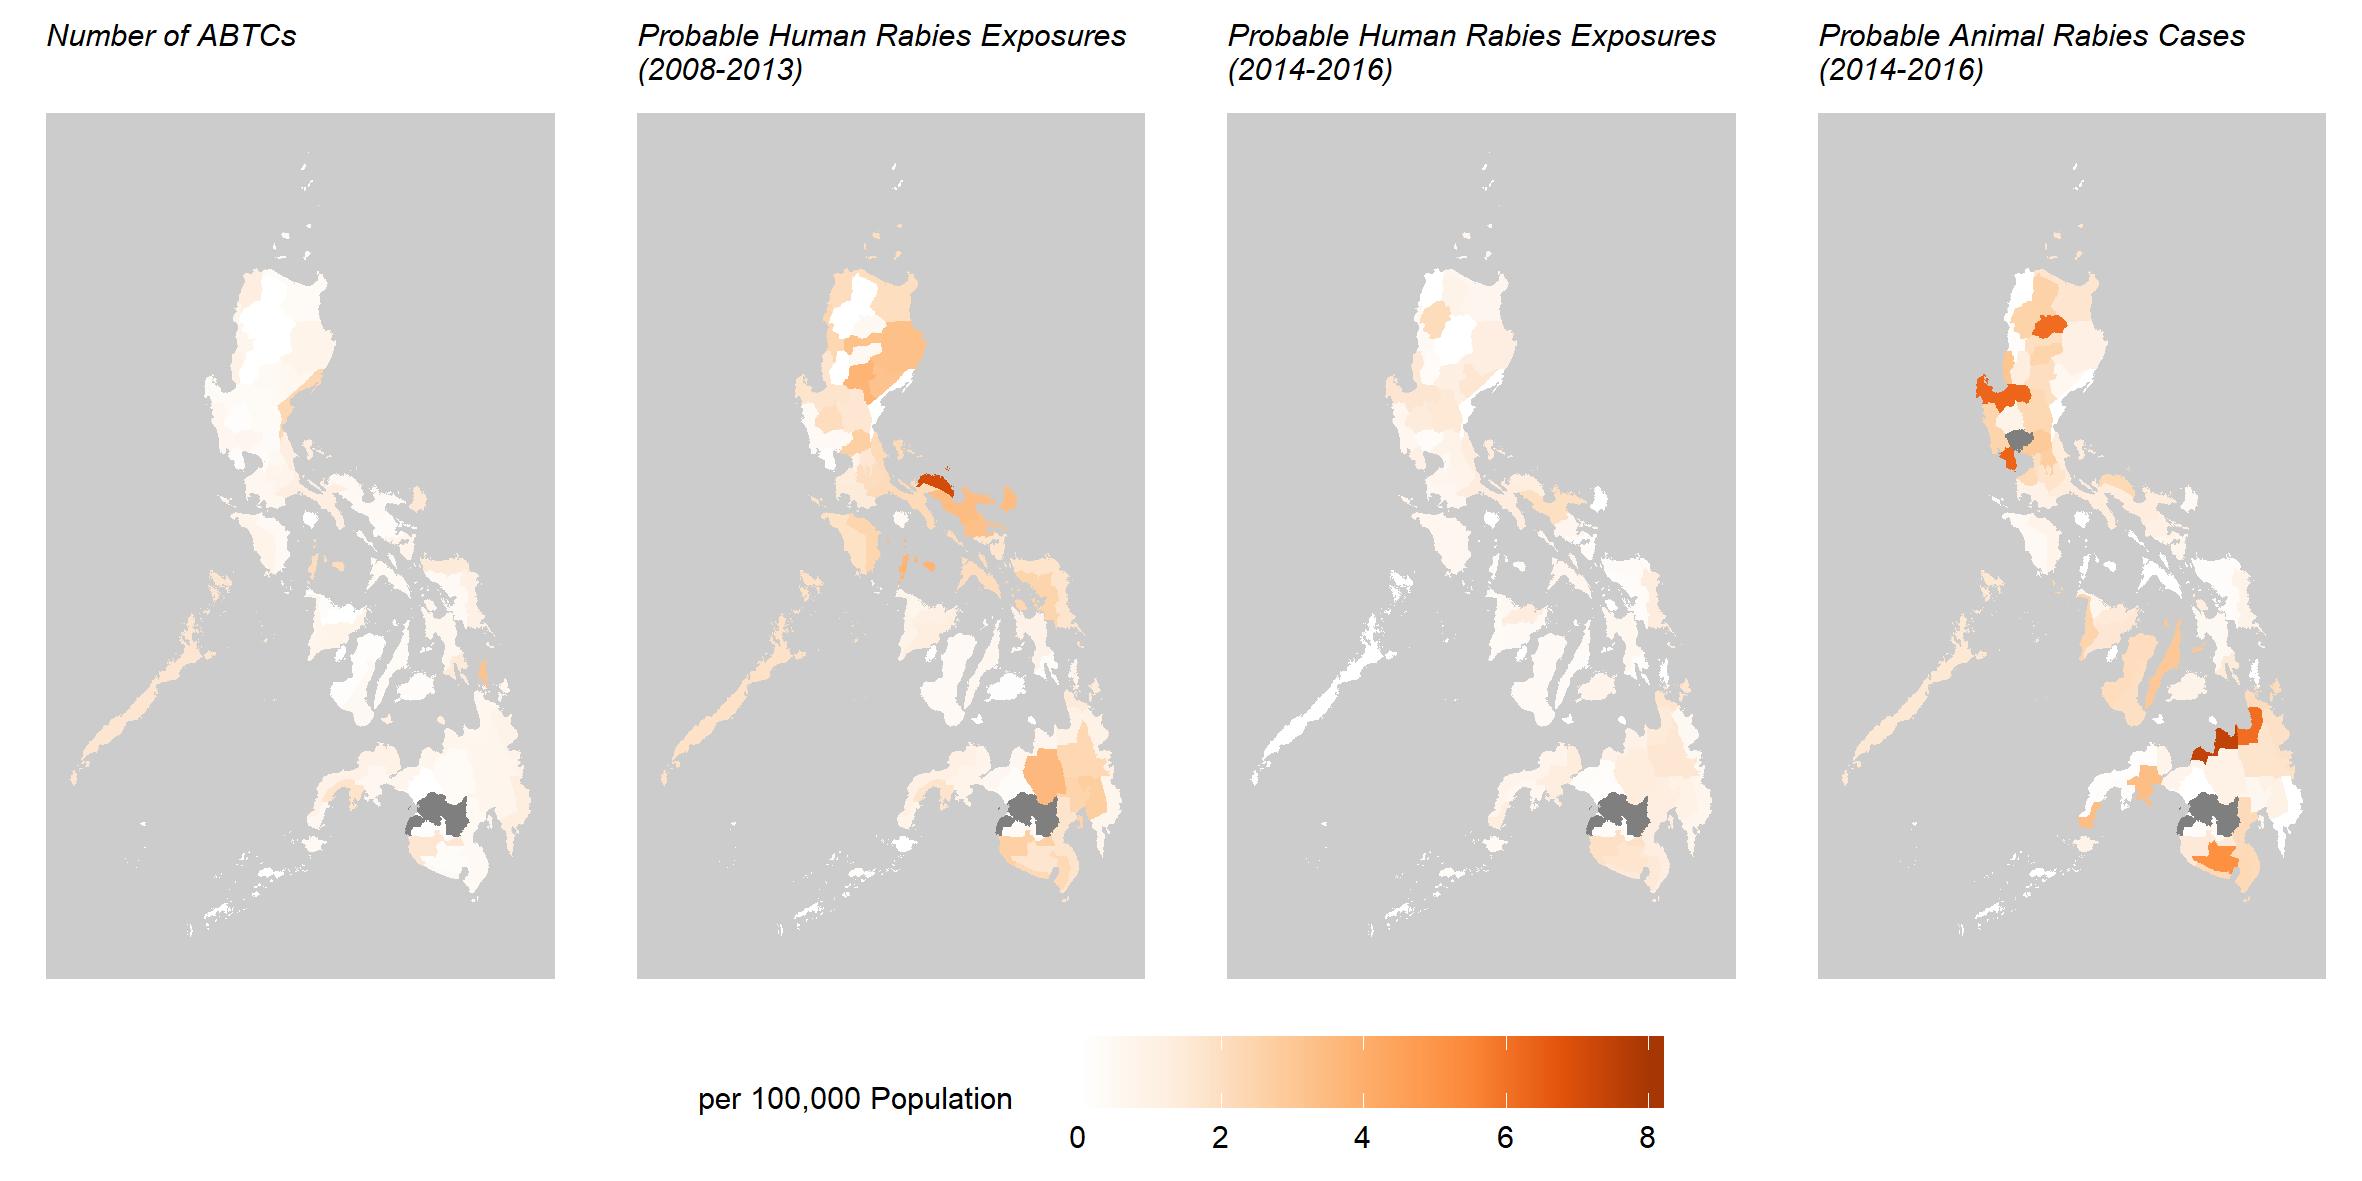 Number of ABTCs
Probable Human Rabies Exposures
(2008-2013)
Probable Human Rabies Exposures
(2014-2016)
Probable Animal Rabies Cases
(2014-2016)
per 100,000 Population
0 2 4 6 8